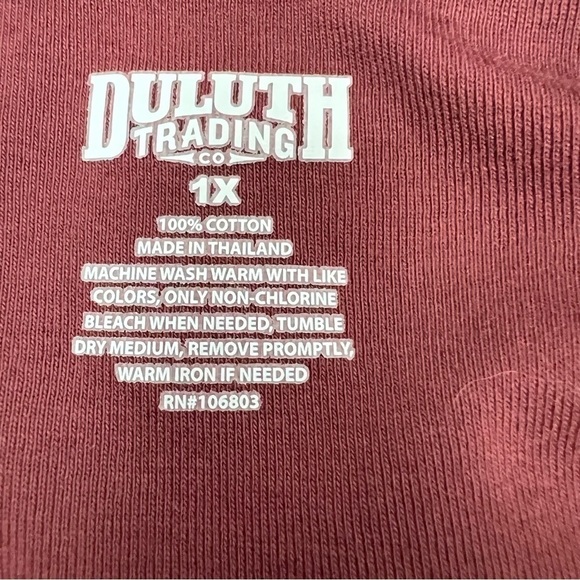 DULUTH
TRADING
CO
1X
100% COTTON
MADE IN THAILAND
MACHINE WASH WARM WITH LIKE
COLORS, ONLY NON-CHLORINE
BLEACH WHEN NEEDED, TUMBLE
DRY MEDIUM, REMOVE PROMPTLY,
WARM IRON IF NEEDED
RN#106803